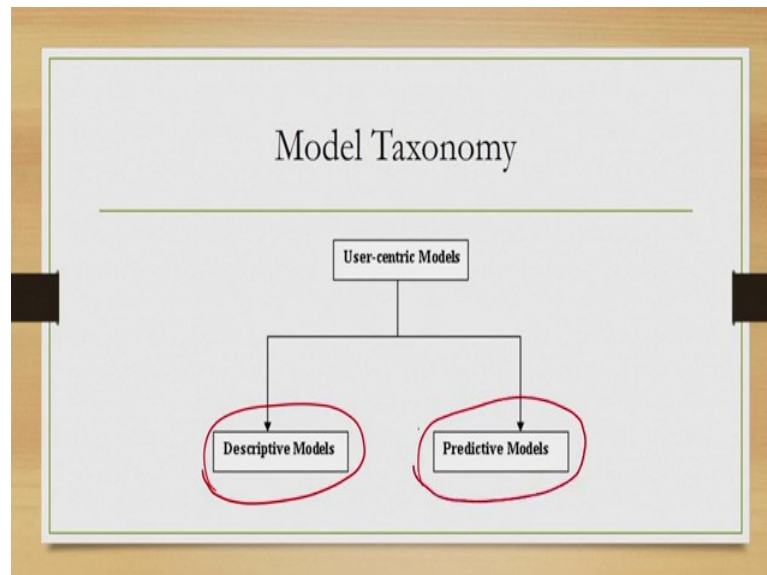 Model Taxonomy
User-centric Models
Descriptive Models
Predictive Models